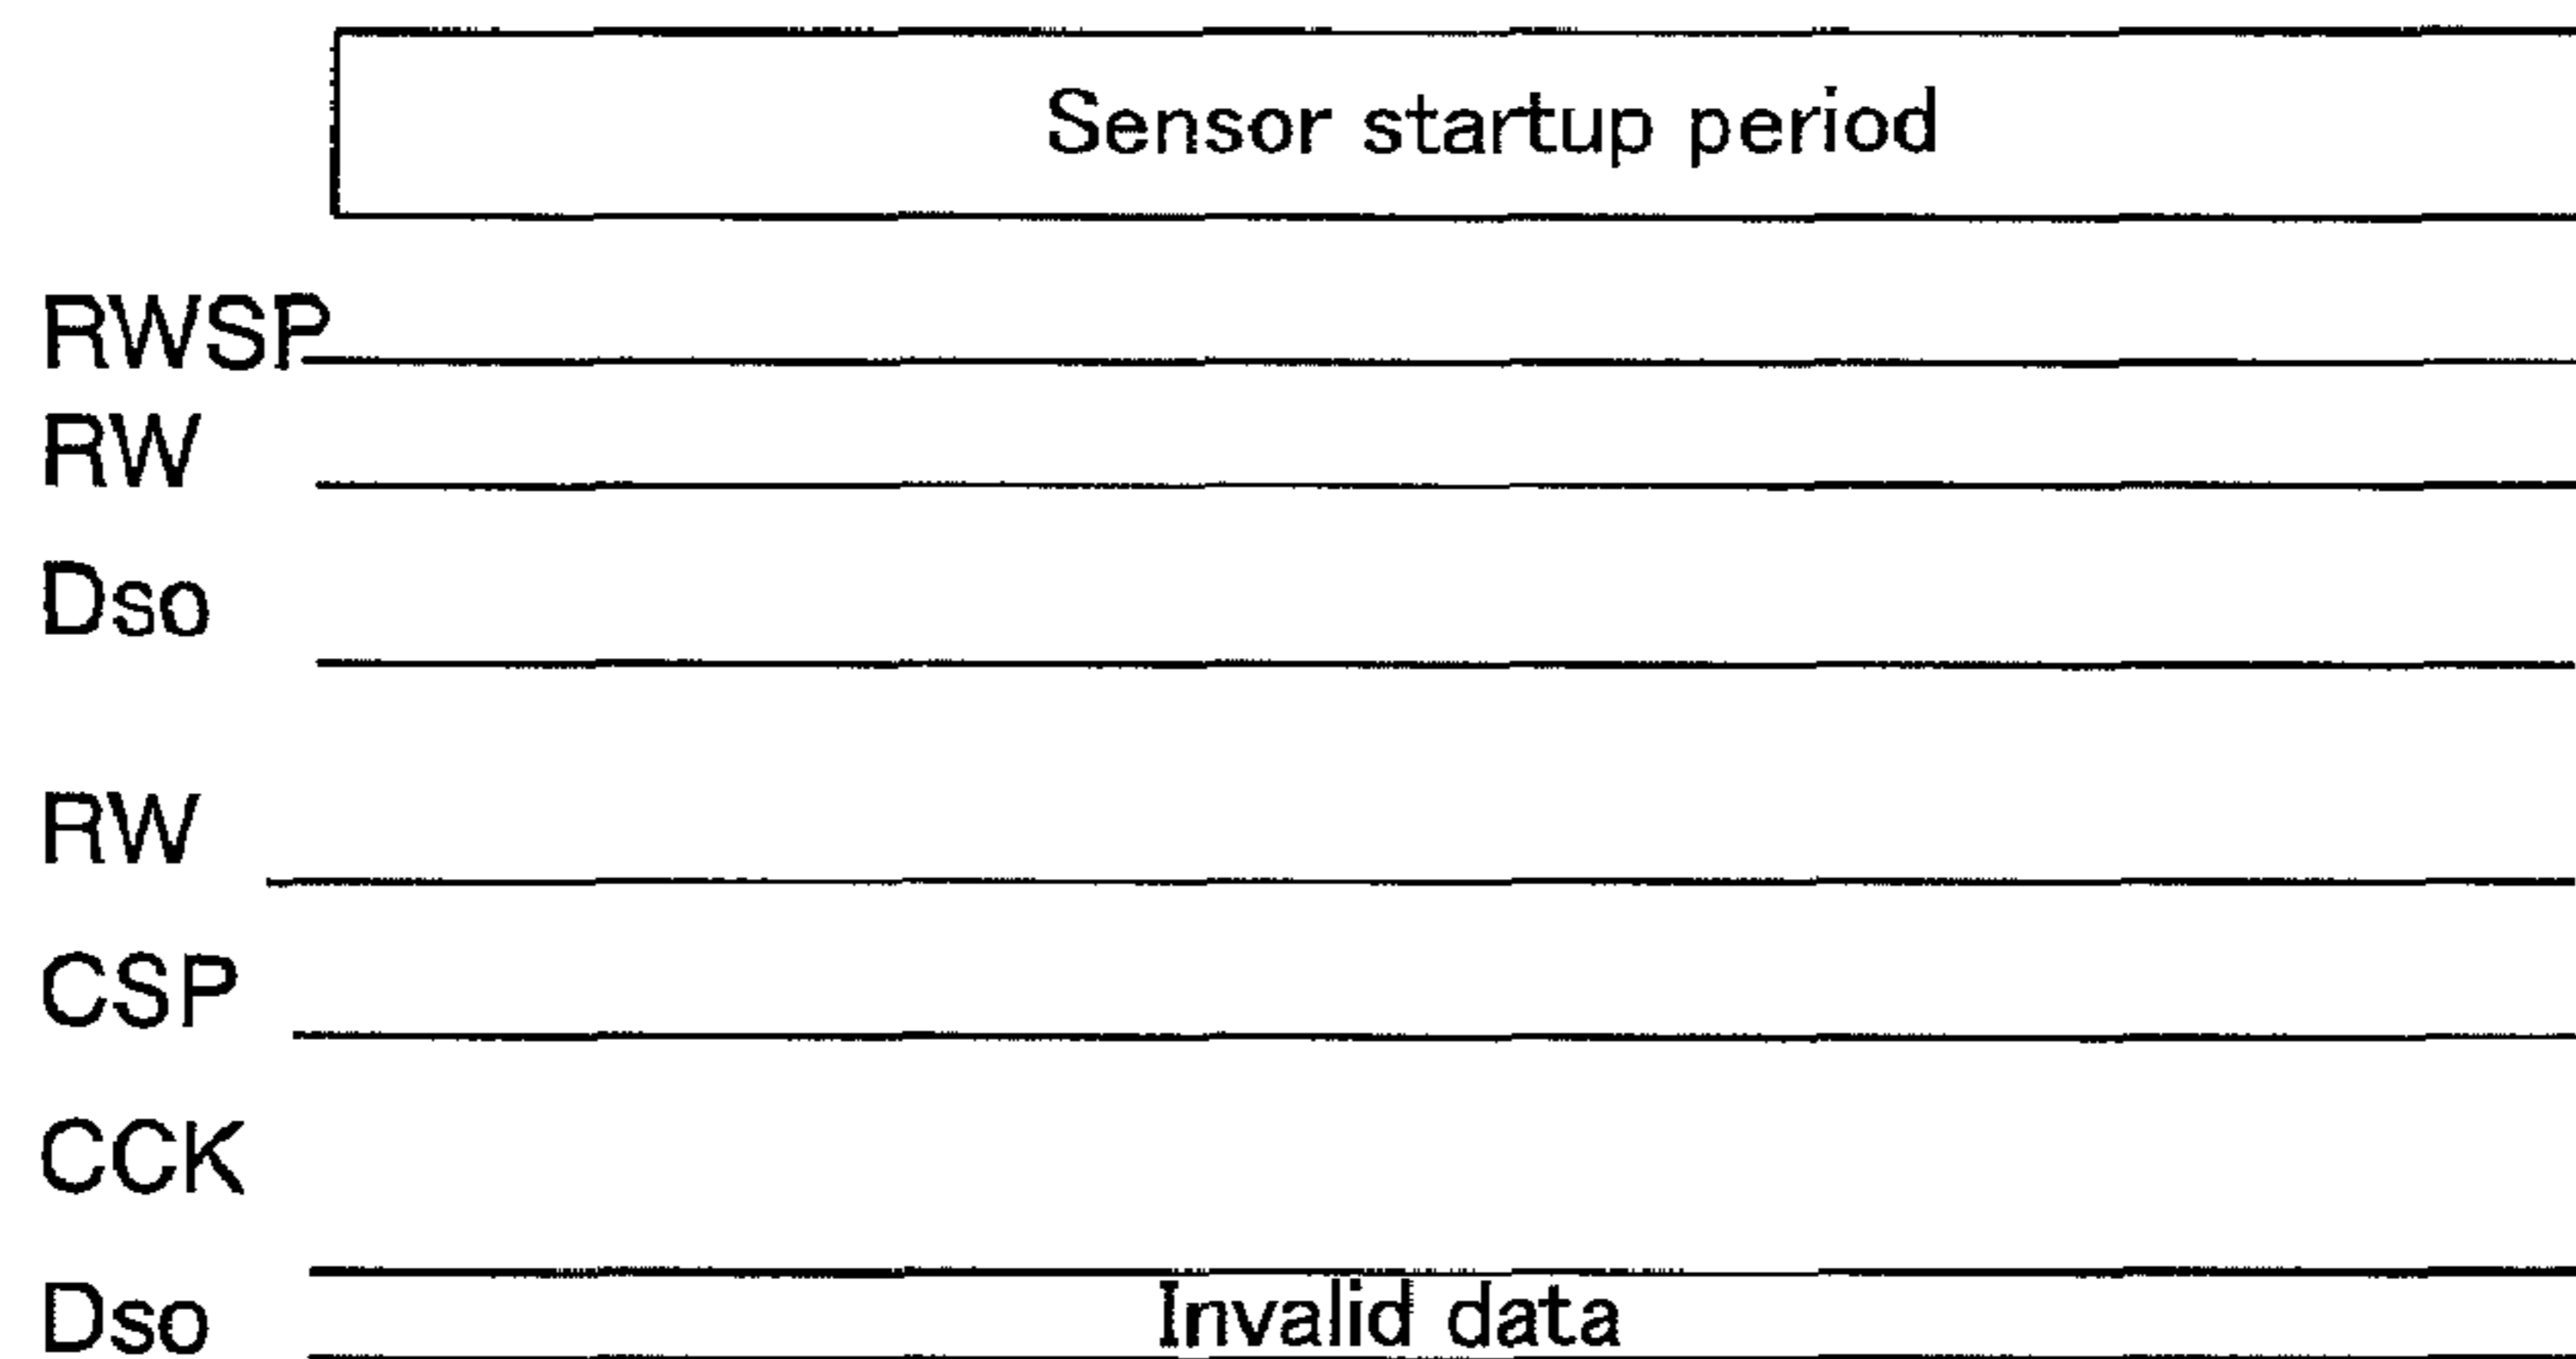 Sensor startup period
RWSP
RW
Dso
RW
CSP
CCK
Dso Invalid data